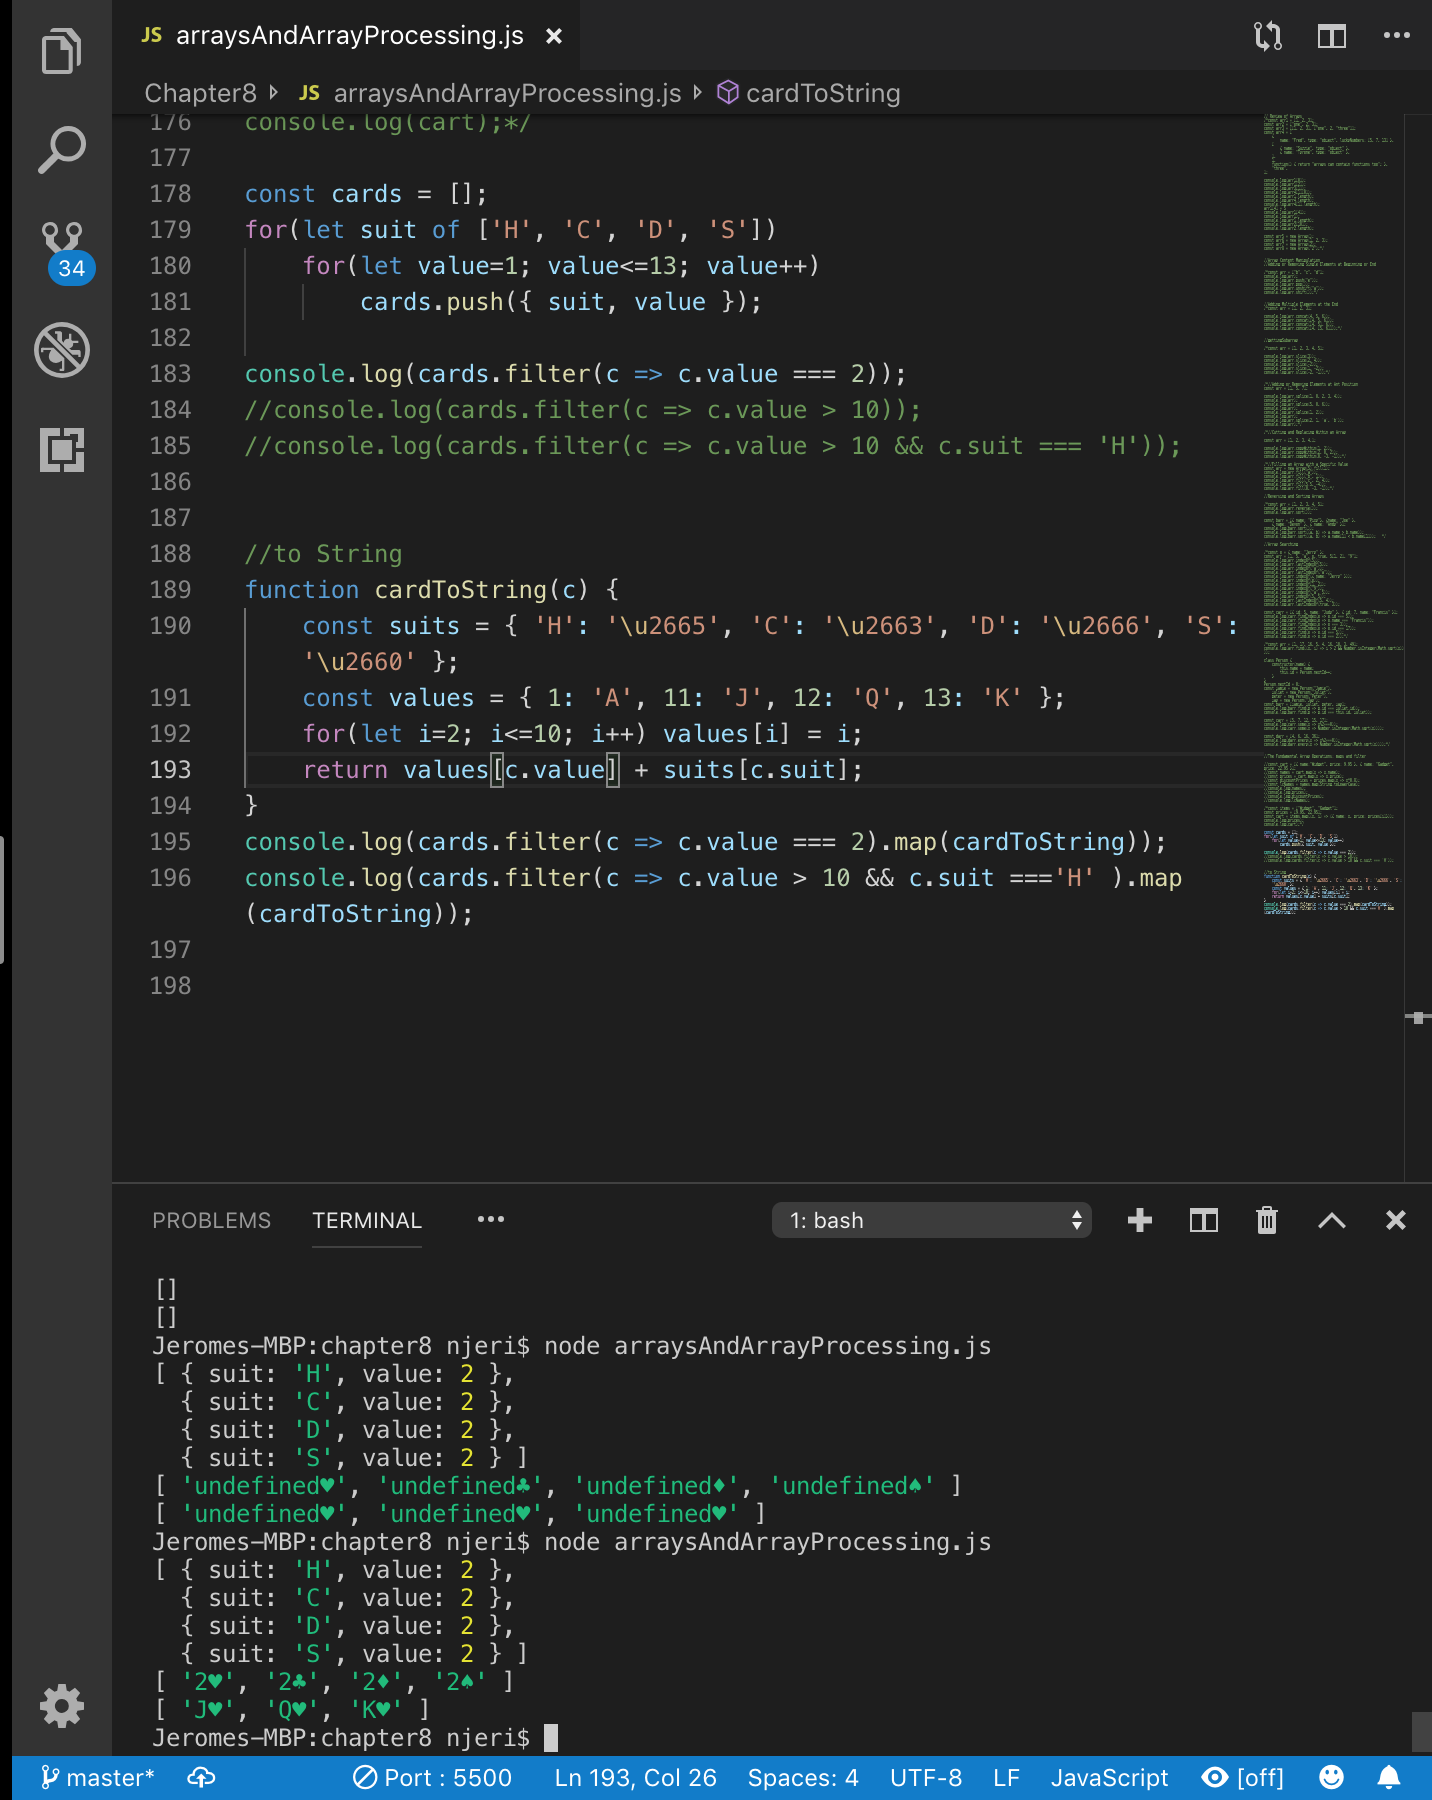 JS arraysAndArrayProcessing.js ×
Chapter8 JS arraysAndArrayProcessing.js cardToString
34
176 console.log(cart);*/
177
178 const cards = [];
179 for(let suit of ['H', 'C', 'D', 'S'])
180 for(let value=1; value<=13; value++)
181 cards.push({ suit, value });
182
183 console.log(cards.filter(c => c.value === 2));
184 //console.log(cards.filter(c => c.value > 10));
185 //console.log(cards.filter(c => c.value > 10 && c.suit === 'H'));
186
187
188 //to String
189 function cardToString(c) {
190 const suits = { 'H': '\u2665', 'C': '\u2663', 'D': '\u2666', 'S':
'\u2660' };
191 const values = { 1: 'A', 11: 'J', 12: 'Q', 13: 'K' };
192 for(let i=2; i<=10; i++) values[i] = i;
193 return values[c.value] + suits[c.suit];
194 }
195 console.log(cards.filter(c => c.value === 2).map(cardToString));
196 console.log(cards.filter(c => c.value > 10 && c.suit ==='H' ).map
(cardToString));
197
198
PROBLEMS TERMINAL ••• 1: bash
[]
[]
Jeromes-MBP:chapter8 njeri$ node arraysAndArrayProcessing.js
[ { suit: 'H', value: 2 },
{ suit: 'C', value: 2 },
{ suit: 'D', value: 2 },
{ suit: 'S', value: 2 } ]
[ 'undefined♥', 'undefined♣', 'undefined♦', 'undefined♠' ]
[ 'undefined♥', 'undefined♥', 'undefined♥' ]
Jeromes-MBP:chapter8 njeri$ node arraysAndArrayProcessing.js
[ { suit: 'H', value: 2 },
{ suit: 'C', value: 2 },
{ suit: 'D', value: 2 },
{ suit: 'S', value: 2 } ]
[ '2♥', '2♣', '2♦', '2♠' ]
[ 'J♥', 'Q♥', 'K♥' ]
Jeromes-MBP:chapter8 njeri$
master* Port : 5500 Ln 193, Col 26 Spaces: 4 UTF-8 LF JavaScript [off]